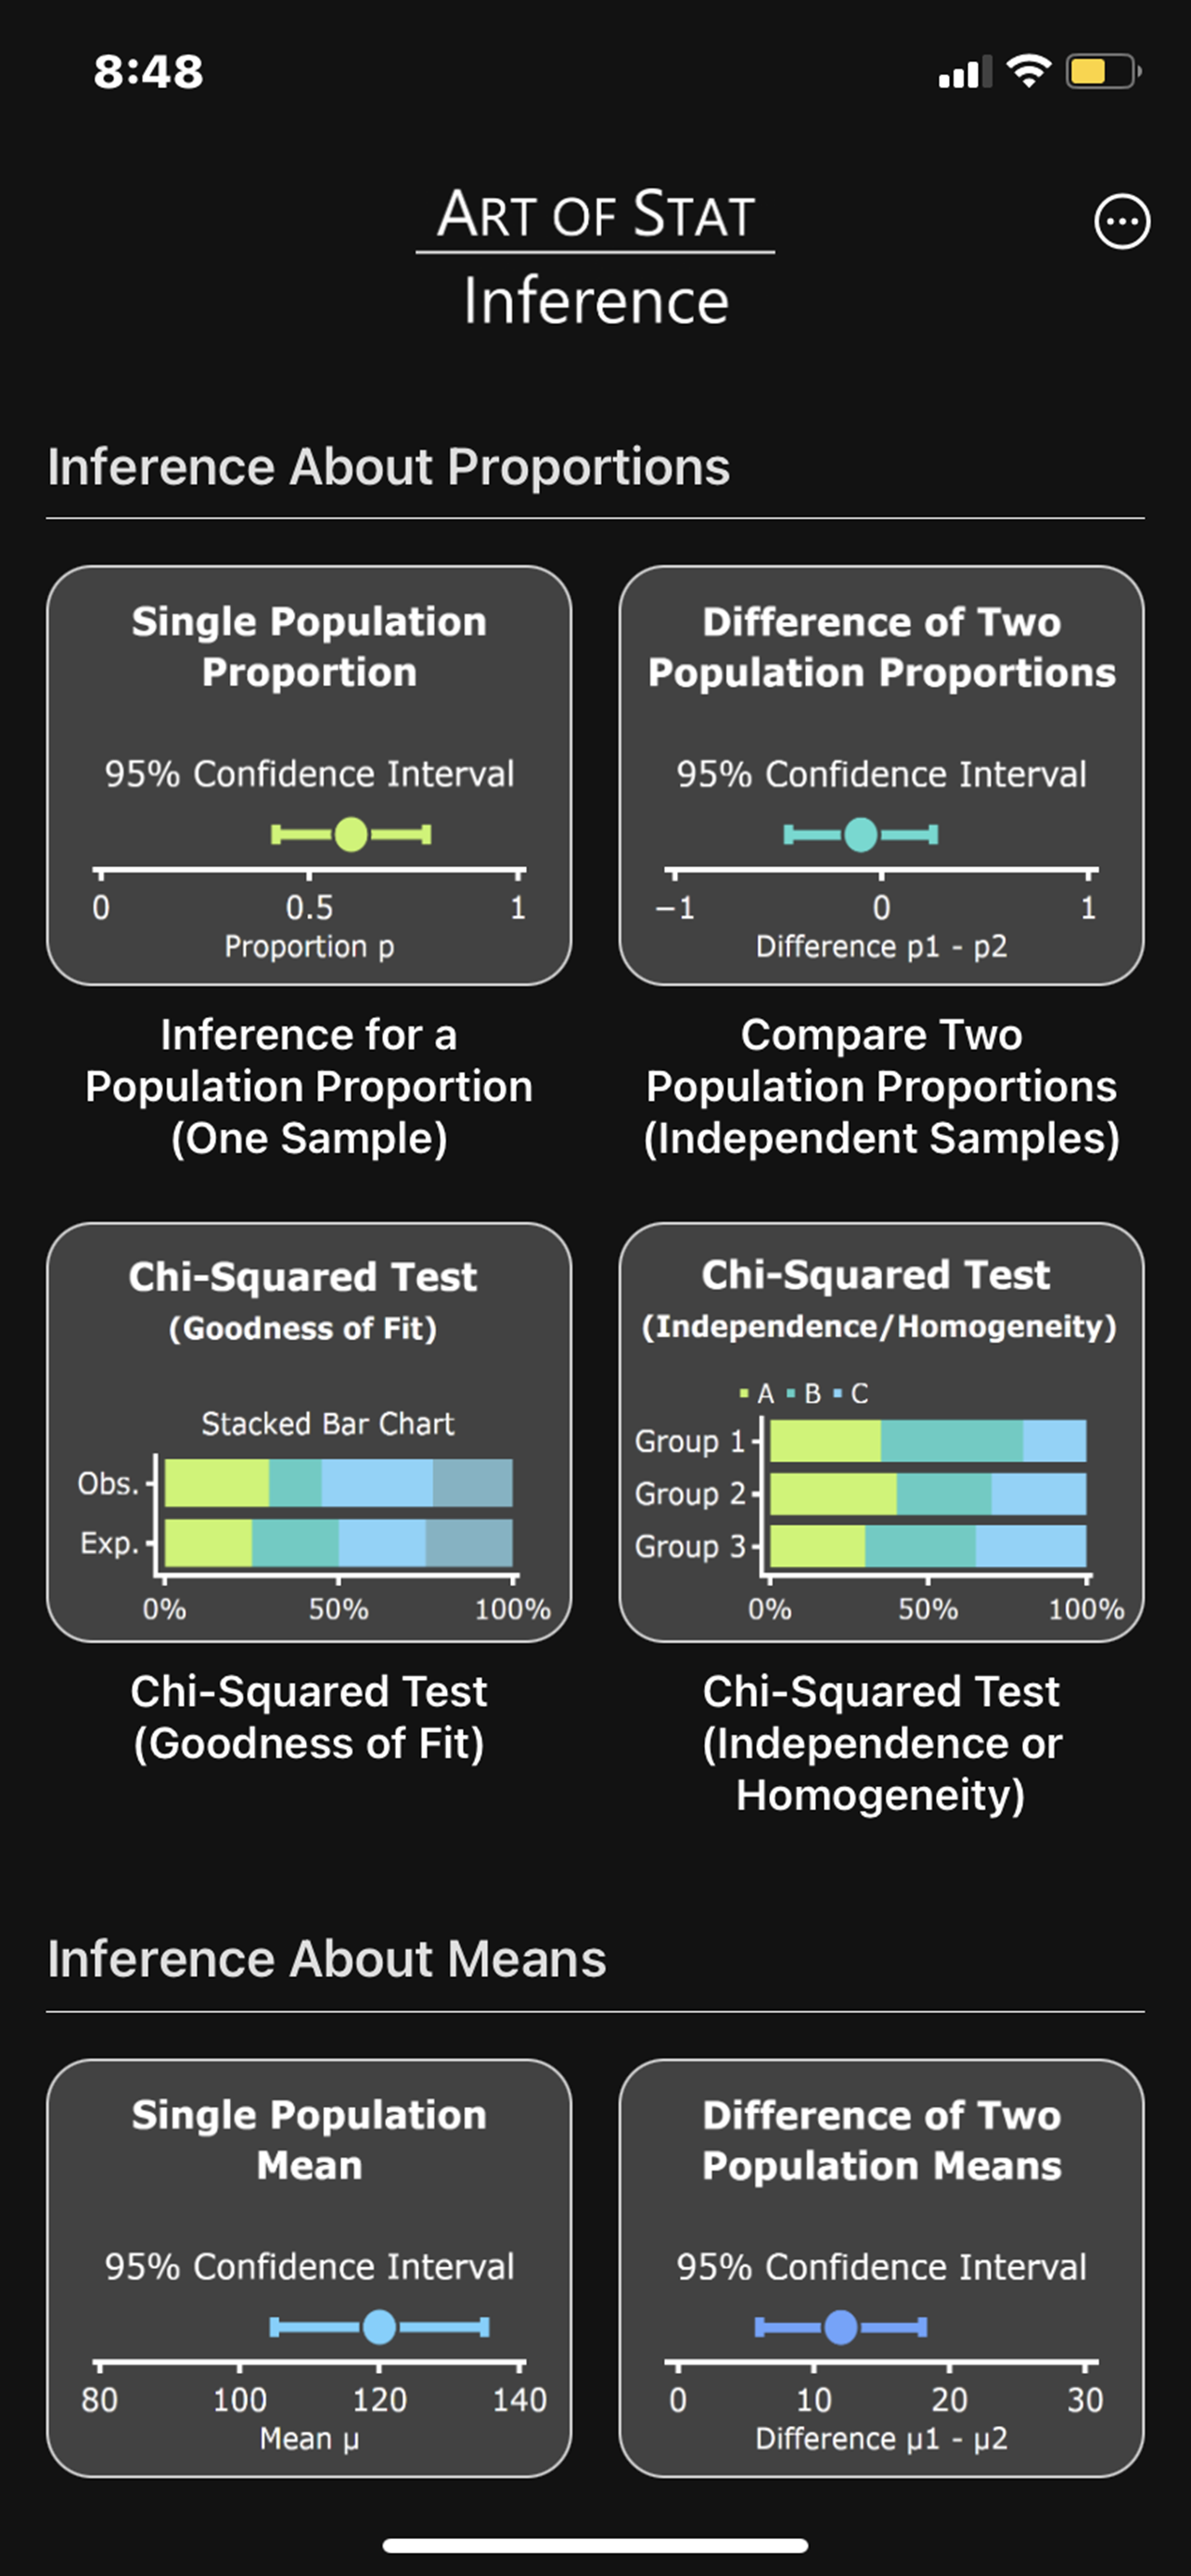 8:48
ART OF STAT
Inference
Inference About Proportions
Single Population
Proportion
95% Confidence Interval
0 0.5 1
Proportion p
Difference of Two
Population Proportions
95% Confidence Interval
−1 0 1
Difference p1 - p2
Inference for a
Population Proportion
(One Sample)
Compare Two
Population Proportions
(Independent Samples)
Chi-Squared Test
(Goodness of Fit)
Stacked Bar Chart
Obs.
Exp.
0% 50% 100%
Chi-Squared Test
(Independence/Homogeneity)
A B C
Group 1
Group 2
Group 3
0% 50% 100%
Chi-Squared Test
(Goodness of Fit)
Chi-Squared Test
(Independence or
Homogeneity)
Inference About Means
Single Population
Mean
95% Confidence Interval
80 100 120 140
Mean μ
Difference of Two
Population Means
95% Confidence Interval
0 10 20 30
Difference μ1 - μ2